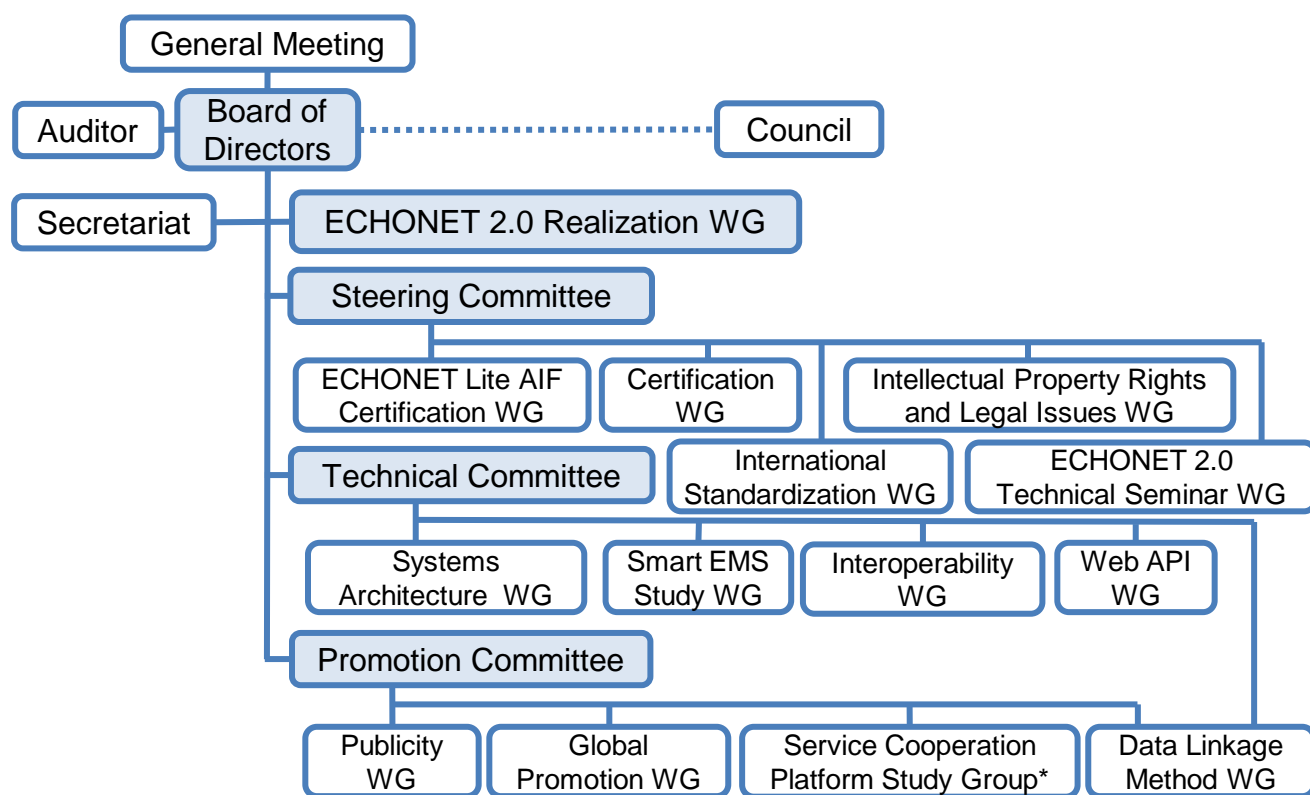 General Meeting
Board of
Directors
Auditor
Council
Secretariat
ECHONET 2.0 Realization WG
Steering Committee
ECHONET Lite AIF
Certification WG
Certification
WG
Intellectual Property Rights
and Legal Issues WG
International
Standardization WG
ECHONET 2.0
Technical Seminar WG
Technical Committee
Systems
Architecture WG
Smart EMS
Study WG
Interoperability
WG
Web API
WG
Promotion Committee
Publicity
WG
Global
Promotion WG
Service Cooperation
Platform Study Group*
Data Linkage
Method WG